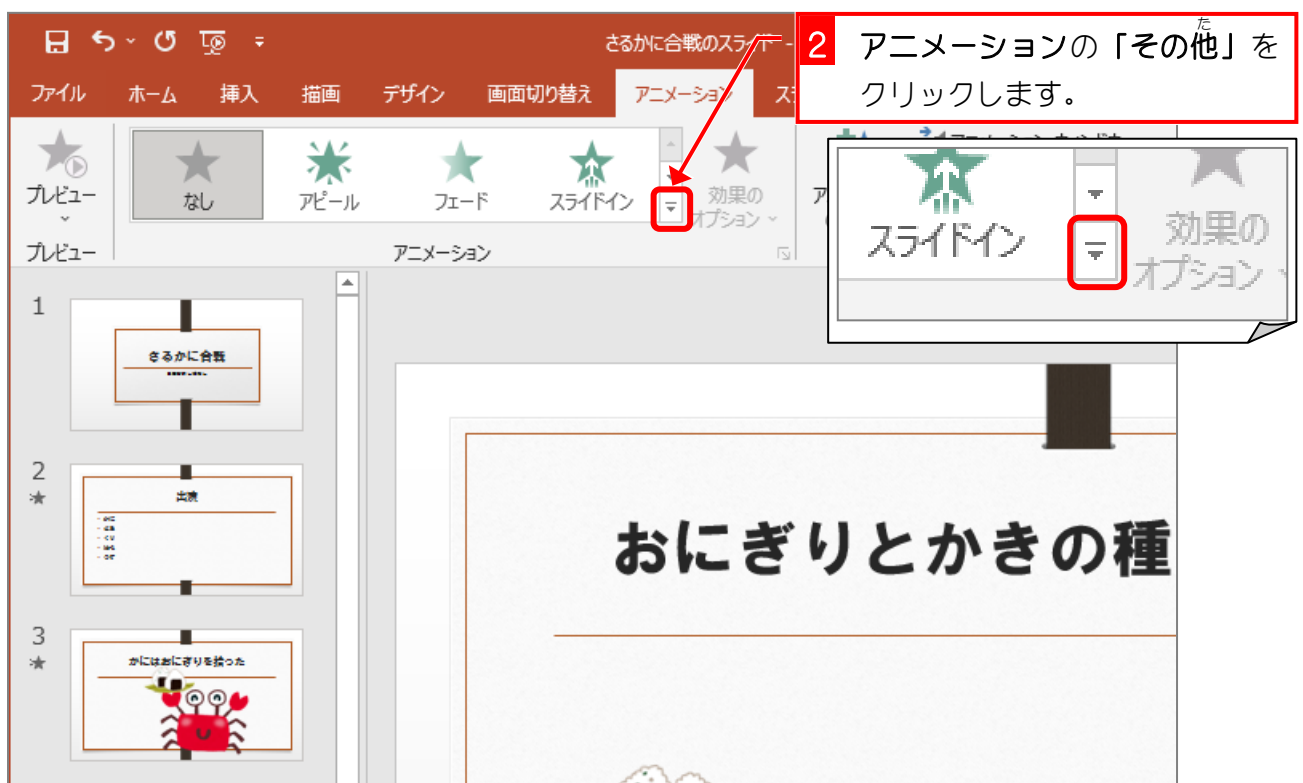 さるかに合戦のスライド -
2 アニメーションの「その他」を
た
クリックします。
ファイル ホーム 挿入 描画 デザイン 画面切り替え アニメーション
プレビュー なし アピール フェード スライドイン 効果の
オプション
プレビュー アニメーション
スライドイン 効果の
オプション
1
さるかに合戦
2
出演
3
かにはおにぎりを拾った
おにぎりとかきの種